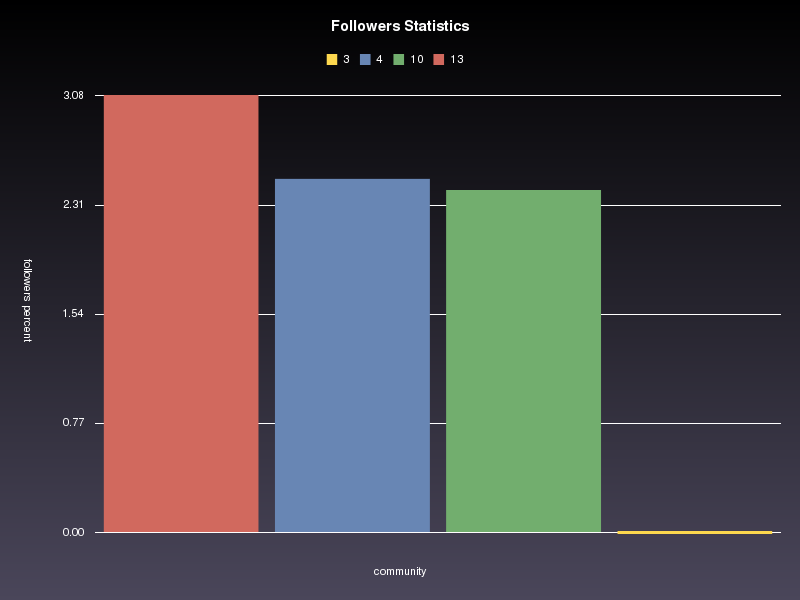 Followers Statistics
3 4 10 13
3.08
2.31
1.54
0.77
0.00
followers percent
community